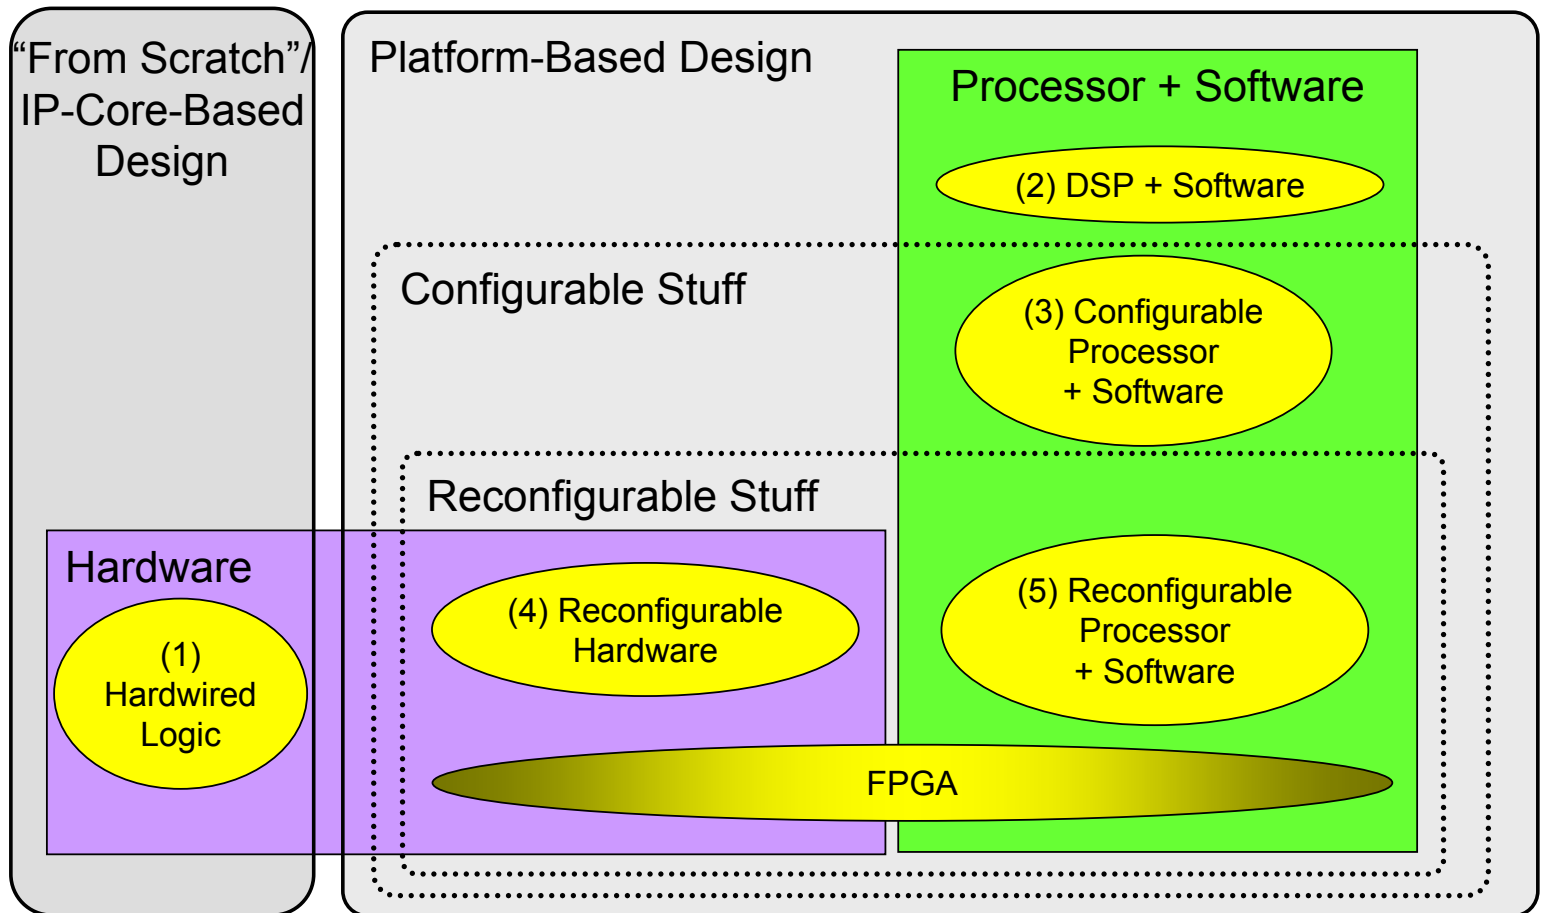 “From Scratch”/
IP-Core-Based
Design
Platform-Based Design
Processor + Software
(2) DSP + Software
Configurable Stuff
(3) Configurable
Processor
+ Software
Reconfigurable Stuff
Hardware
(1)
Hardwired
Logic
(4) Reconfigurable
Hardware
(5) Reconfigurable
Processor
+ Software
FPGA